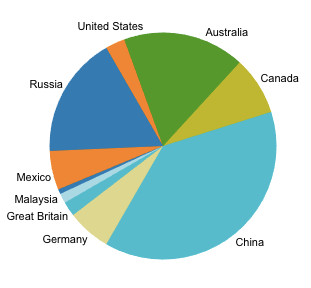 United States
Australia
Canada
Russia
Mexico
Malaysia
Great Britain
Germany
China